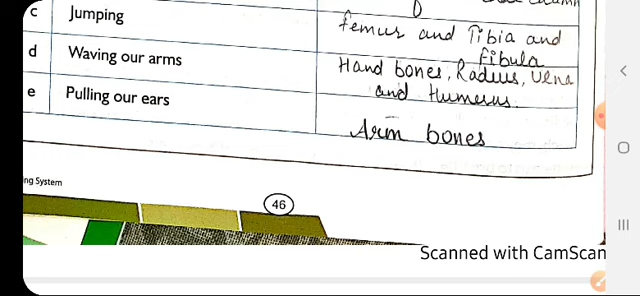 c Jumping
femur and Tibia and
Fibula
d Waving our arms
Hand bones, Radius, Ulna
and Humerus.
e Pulling our ears
Arm bones
ng System
46
Scanned with CamScan